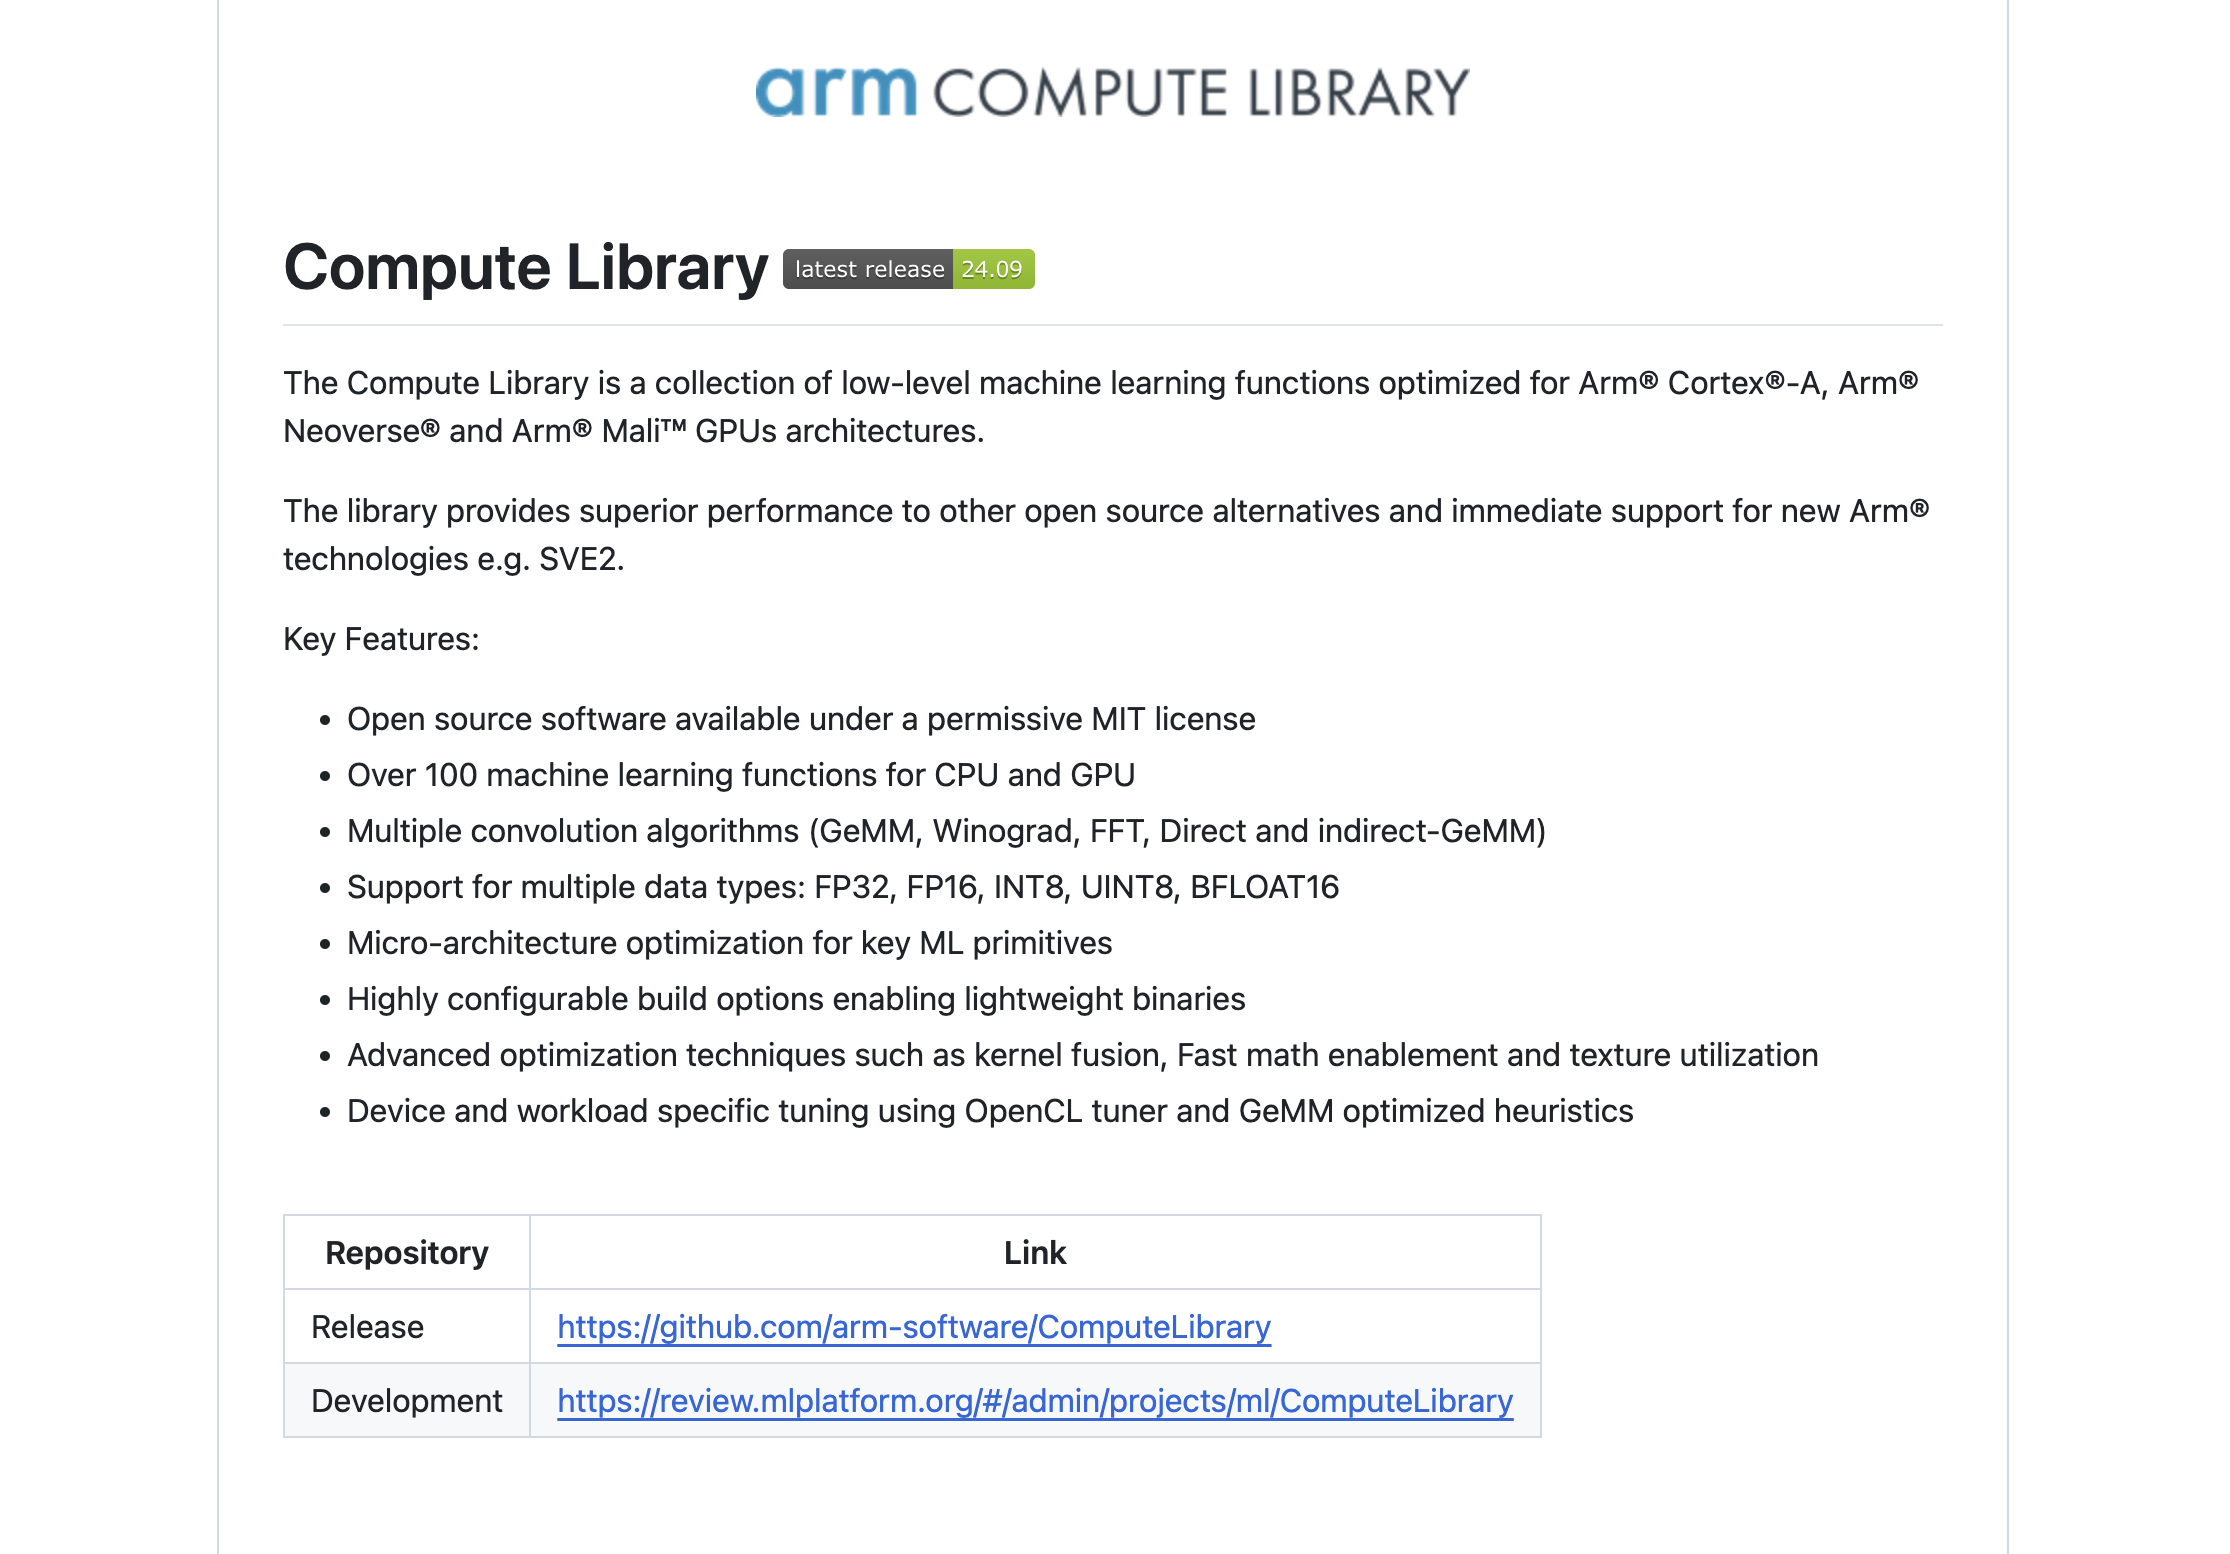 arm COMPUTE LIBRARY
Compute Library latest release 24.09
The Compute Library is a collection of low-level machine learning functions optimized for Arm® Cortex®-A, Arm®
Neoverse® and Arm® Mali™ GPUs architectures.
The library provides superior performance to other open source alternatives and immediate support for new Arm®
technologies e.g. SVE2.
Key Features:
• Open source software available under a permissive MIT license
• Over 100 machine learning functions for CPU and GPU
• Multiple convolution algorithms (GeMM, Winograd, FFT, Direct and indirect-GeMM)
• Support for multiple data types: FP32, FP16, INT8, UINT8, BFLOAT16
• Micro-architecture optimization for key ML primitives
• Highly configurable build options enabling lightweight binaries
• Advanced optimization techniques such as kernel fusion, Fast math enablement and texture utilization
• Device and workload specific tuning using OpenCL tuner and GeMM optimized heuristics
Repository Link
Release https://github.com/arm-software/ComputeLibrary
Development https://review.mlplatform.org/#/admin/projects/ml/ComputeLibrary